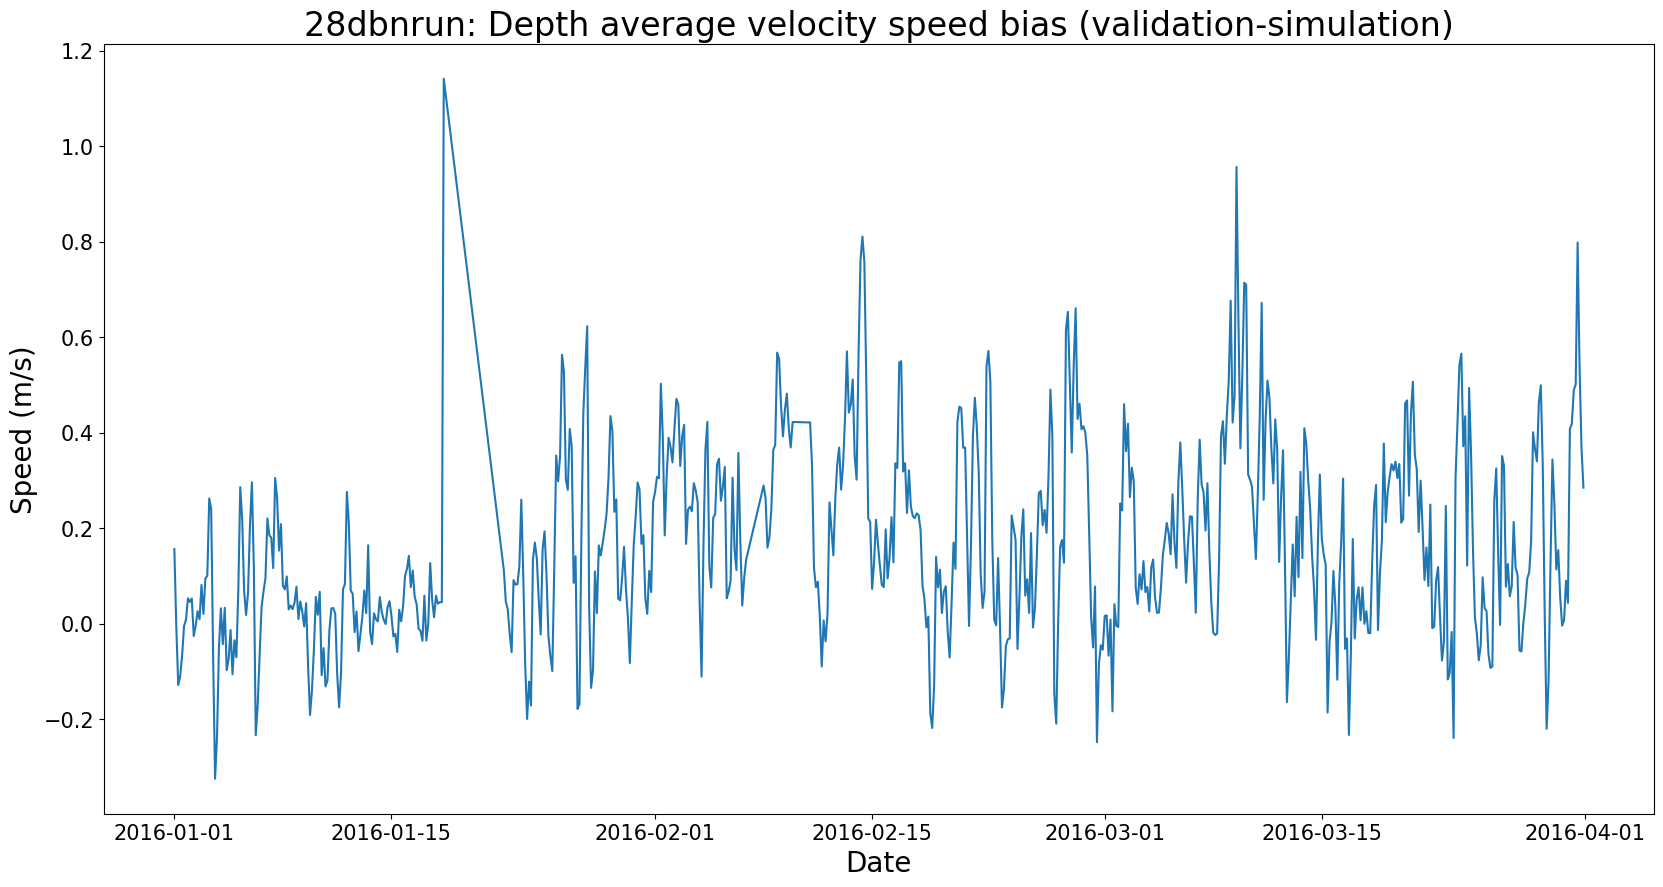 28dbnrun: Depth average velocity speed bias (validation-simulation)
1.2
1.0
0.8
0.6
0.4
0.2
0.0
−0.2
Speed (m/s)
2016-01-01 2016-01-15 2016-02-01 2016-02-15 2016-03-01 2016-03-15 2016-04-01
Date